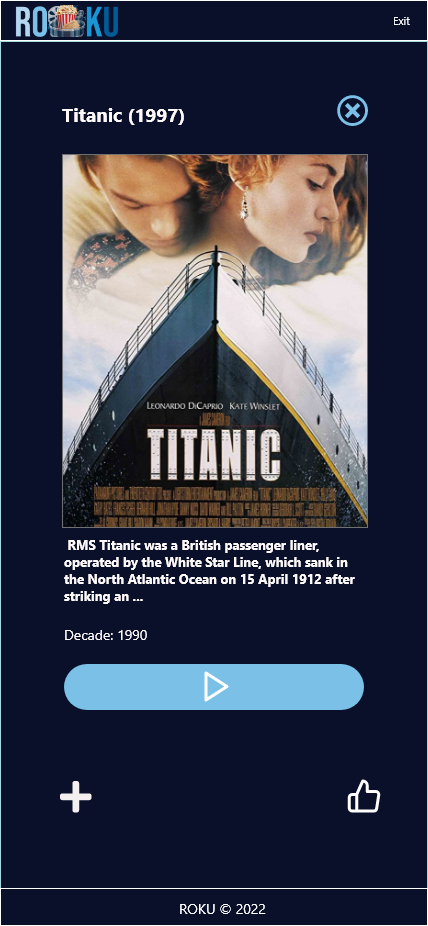 ROKU
Exit
Titanic (1997)
LEONARDO DICAPRIO KATE WINSLET
TITANIC
RMS Titanic was a British passenger liner,
operated by the White Star Line, which sank in
the North Atlantic Ocean on 15 April 1912 after
striking an ...
Decade: 1990
ROKU © 2022